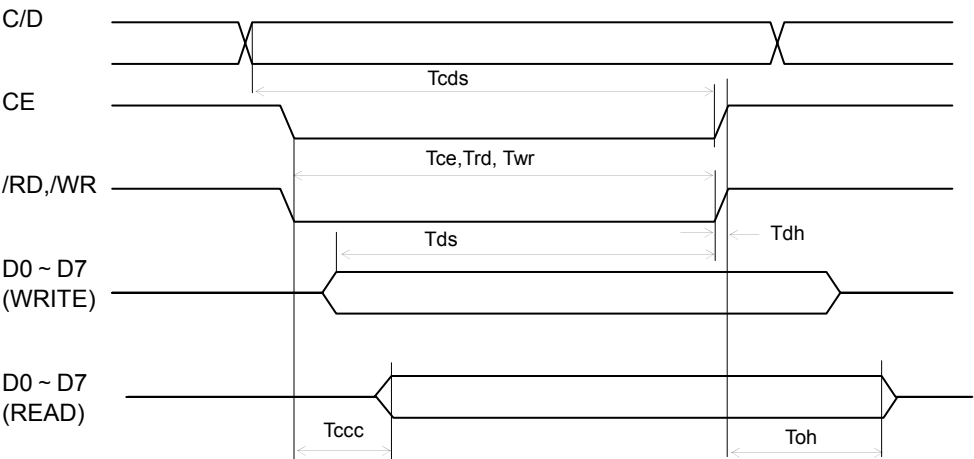 C/D
Tcds
CE
Tce,Trd, Twr
/RD,/WR
Tds
Tdh
D0 ~ D7
(WRITE)
D0 ~ D7
(READ)
Tccc
Toh